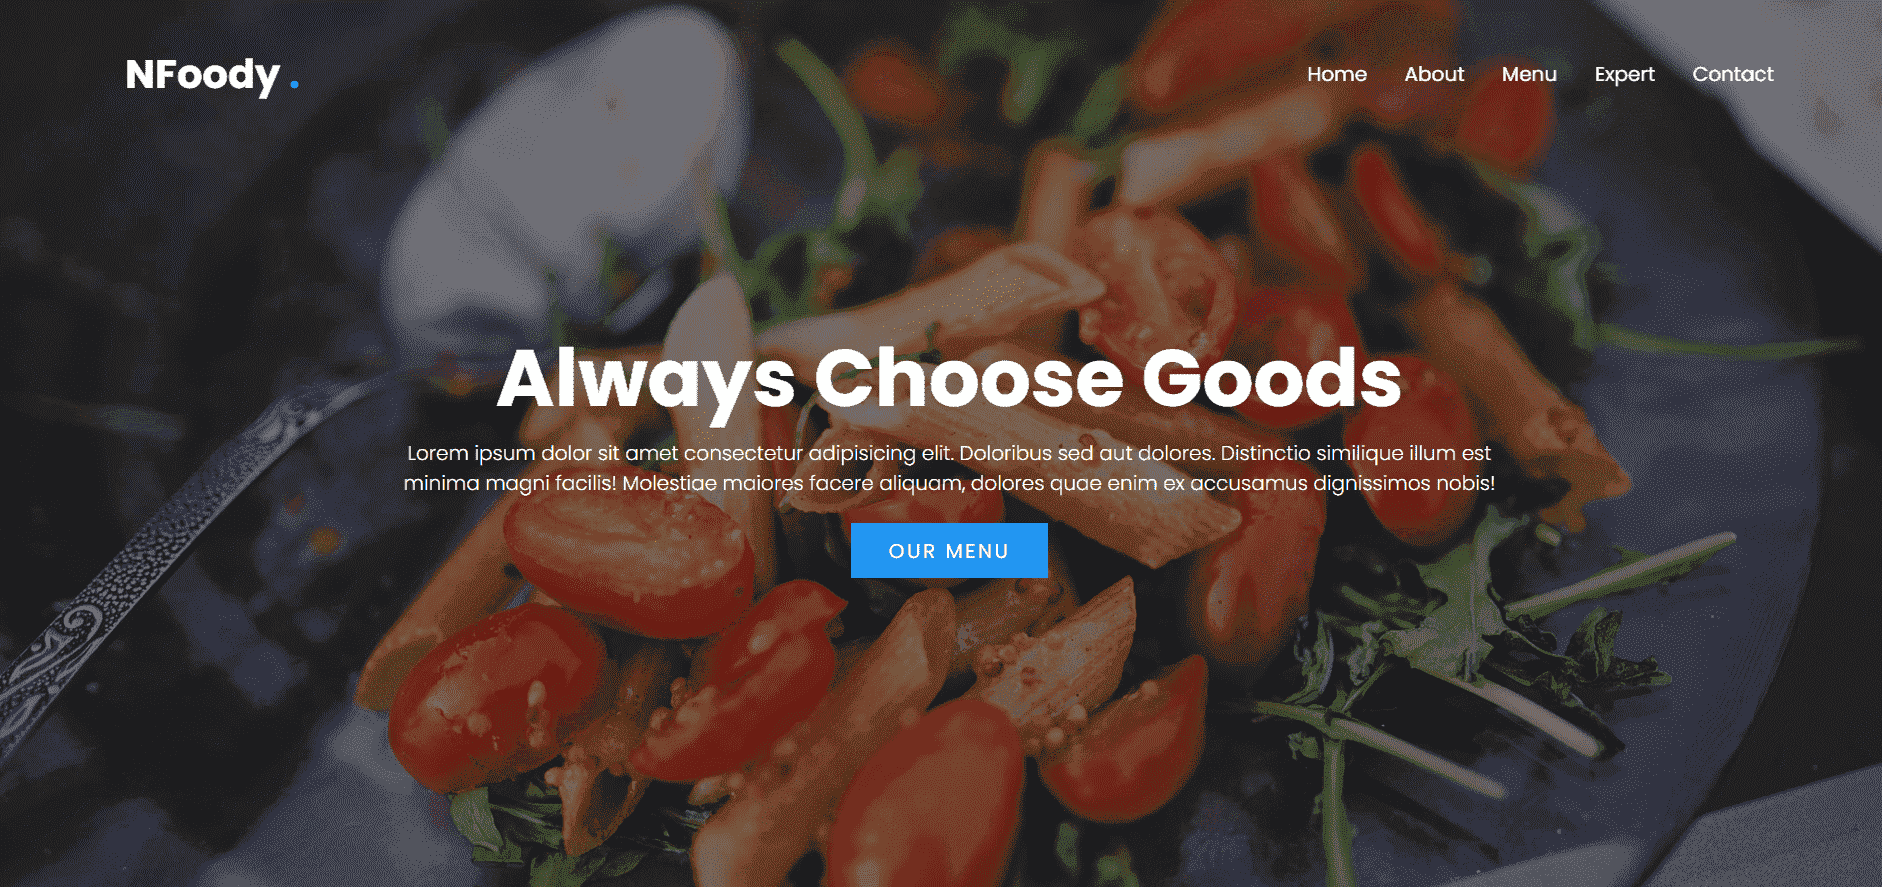 NFoody .
Home About Menu Expert Contact
Always Choose Goods
Lorem ipsum dolor sit amet consectetur adipisicing elit. Doloribus sed aut dolores. Distinctio similique illum est
minima magni facilis! Molestiae maiores facere aliquam, dolores quae enim ex accusamus dignissimos nobis!
OUR MENU